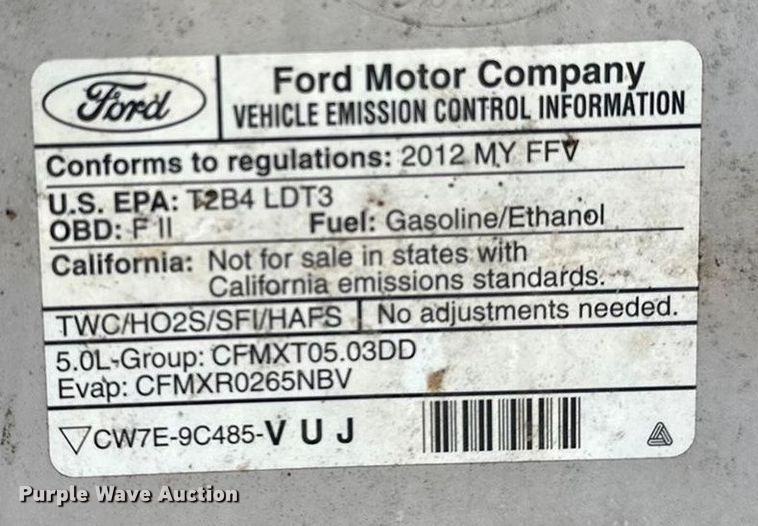 Ford
Ford Motor Company
VEHICLE EMISSION CONTROL INFORMATION
Conforms to regulations: 2012 MY FFV
U.S. EPA: T2B4 LDT3
OBD: F II Fuel: Gasoline/Ethanol
California: Not for sale in states with
California emissions standards.
TWC/HO2S/SFI/HAFS No adjustments needed.
5.0L-Group: CFMXT05.03DD
Evap: CFMXR0265NBV
CW7E-9C485-V U J
Purple Wave Auction